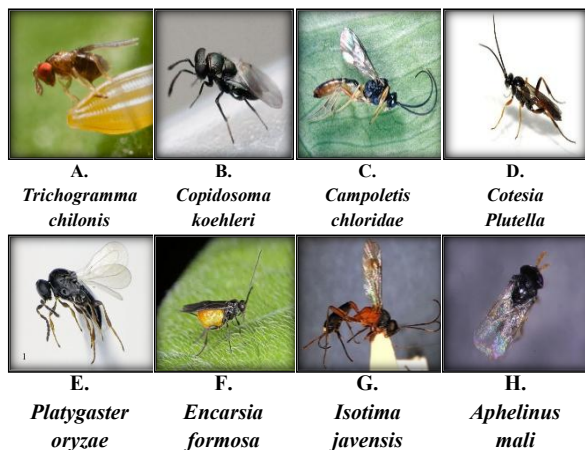 A. B. C. D.
Trichogramma Copidosoma Campoletis Cotesia
chilonis koehleri chloridae Plutella
1
E. F. G. H.
Platygaster Encarsia Isotima Aphelinus
oryzae formosa javensis mali